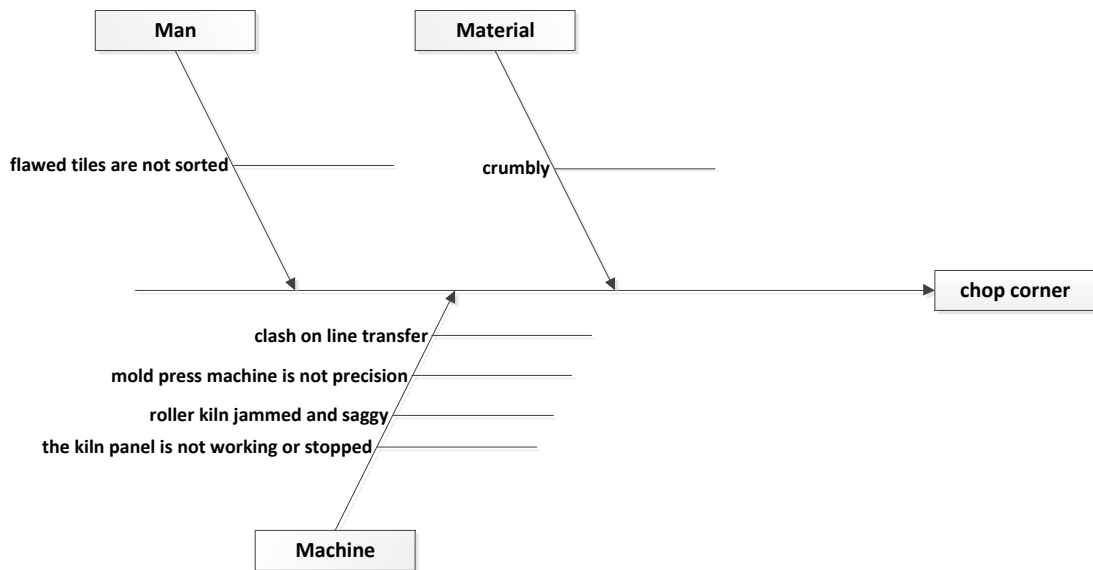 Man
Material
flawed tiles are not sorted
crumbly
chop corner
clash on line transfer
mold press machine is not precision
roller kiln jammed and saggy
the kiln panel is not working or stopped
Machine